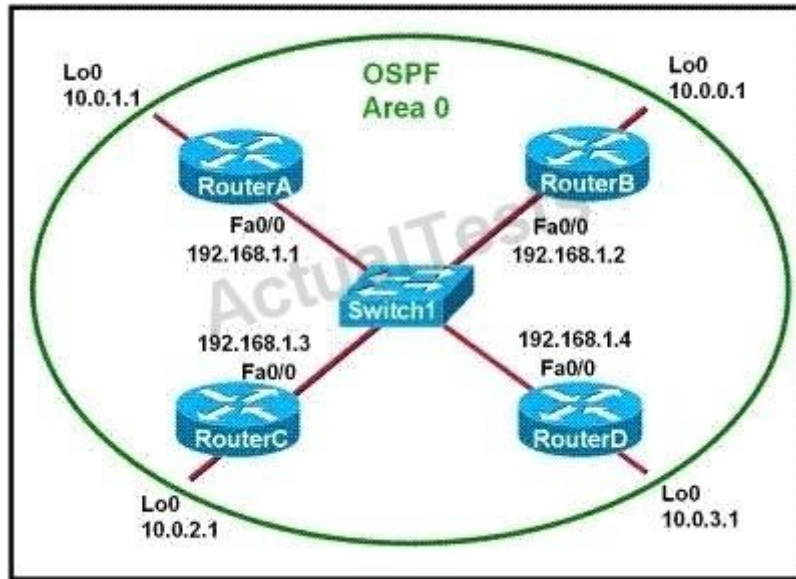 Lo0
10.0.1.1
OSPF
Area 0
Lo0
10.0.0.1
RouterA
RouterB
Fa0/0
192.168.1.1
Fa0/0
192.168.1.2
ActualTests
Switch1
192.168.1.3
Fa0/0
192.168.1.4
Fa0/0
RouterC
RouterD
Lo0
10.0.2.1
Lo0
10.0.3.1